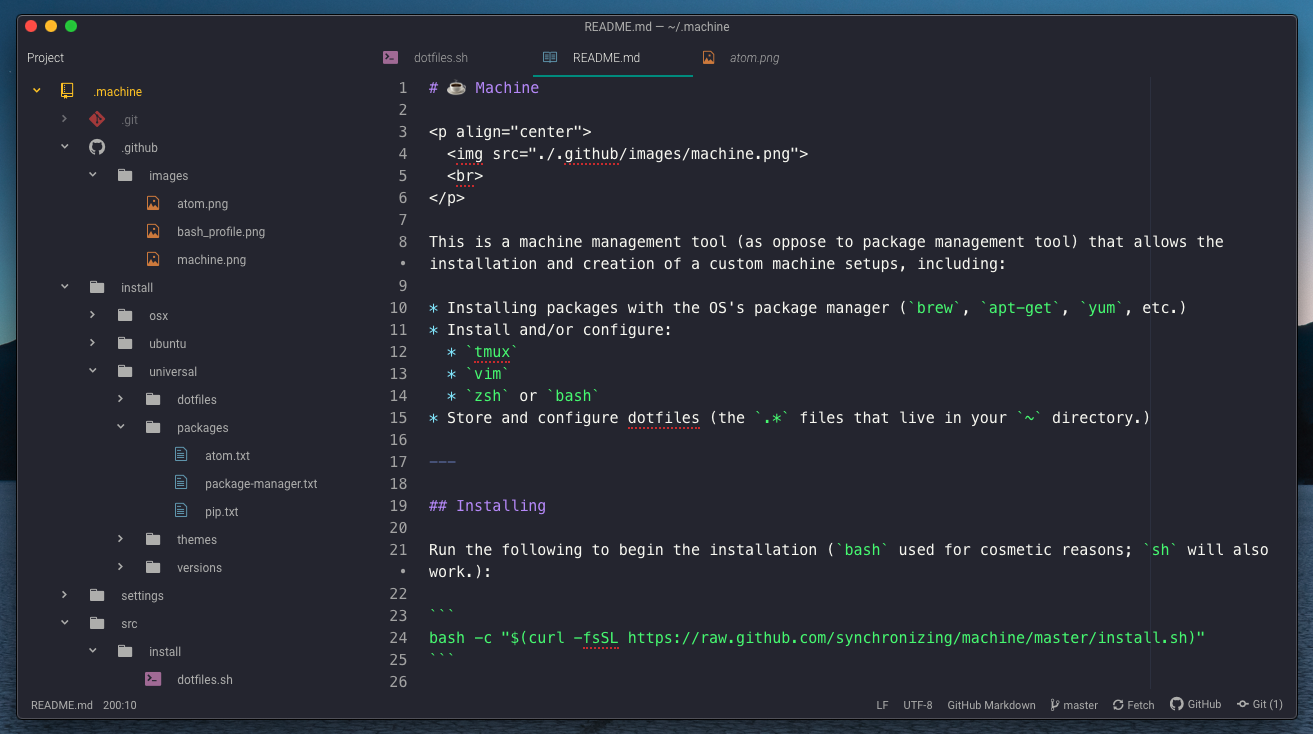 README.md — ~/.machine
Project
dotfiles.sh
README.md
atom.png
.machine
.git
.github
images
atom.png
bash_profile.png
machine.png
install
osx
ubuntu
universal
dotfiles
packages
atom.txt
package-manager.txt
pip.txt
themes
versions
settings
src
install
dotfiles.sh
1 # ☕ Machine
2
3 <p align="center">
4   <img src="./.github/images/machine.png">
5   <br>
6 </p>
7
8 This is a machine management tool (as oppose to package management tool) that allows the
• installation and creation of a custom machine setups, including:
9
10 * Installing packages with the OS's package manager (`brew`, `apt-get`, `yum`, etc.)
11 * Install and/or configure:
12   * `tmux`
13   * `vim`
14   * `zsh` or `bash`
15 * Store and configure dotfiles (the `.*` files that live in your `~` directory.)
16
17 ---
18
19 ## Installing
20
21 Run the following to begin the installation (`bash` used for cosmetic reasons; `sh` will also
• work.):
22
23 ```
24 bash -c "$(curl -fsSL https://raw.github.com/synchronizing/machine/master/install.sh)"
25 ```
26
README.md 200:10
LF UTF-8 GitHub Markdown master Fetch GitHub Git (1)